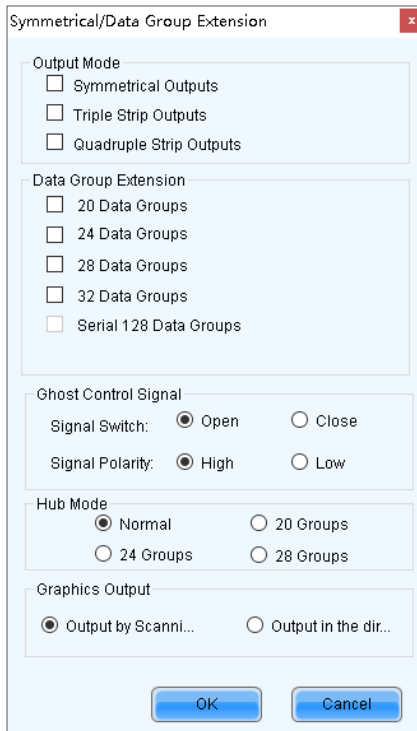 Symmetrical/Data Group Extension
x
Output Mode
Symmetrical Outputs
Triple Strip Outputs
Quadruple Strip Outputs
Data Group Extension
20 Data Groups
24 Data Groups
28 Data Groups
32 Data Groups
Serial 128 Data Groups
Ghost Control Signal
Signal Switch: Open Close
Signal Polarity: High Low
Hub Mode
Normal 20 Groups
24 Groups 28 Groups
Graphics Output
Output by Scanni... Output in the dir...
OK Cancel